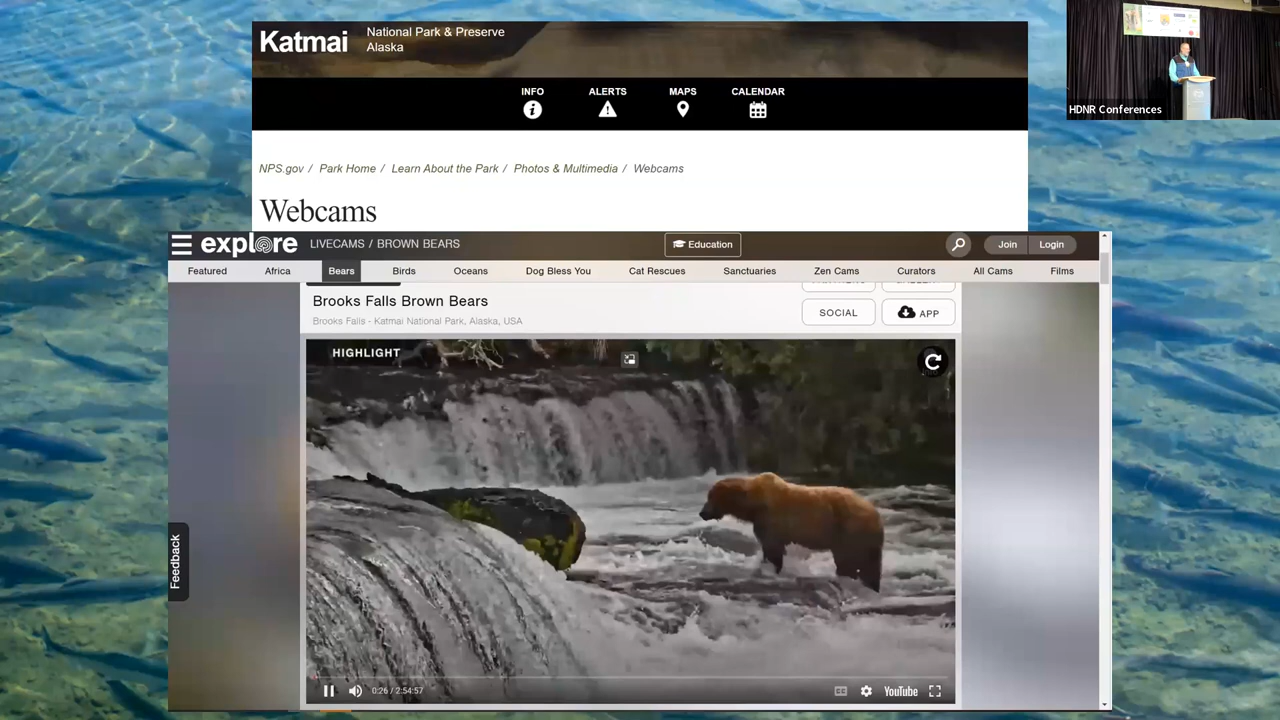 Katmai
National Park & Preserve
Alaska
HDNR Conferences
INFO ALERTS MAPS CALENDAR
NPS.gov / Park Home / Learn About the Park / Photos & Multimedia / Webcams
Webcams
explore LIVECAMS / BROWN BEARS Education Join Login
Featured Africa Bears Birds Oceans Dog Bless You Cat Rescues Sanctuaries Zen Cams Curators All Cams Films
Brooks Falls Brown Bears
Brooks Falls - Katmai National Park, Alaska, USA
SOCIAL APP
HIGHLIGHT
Feedback
0:26 / 2:54:57 CC YouTube